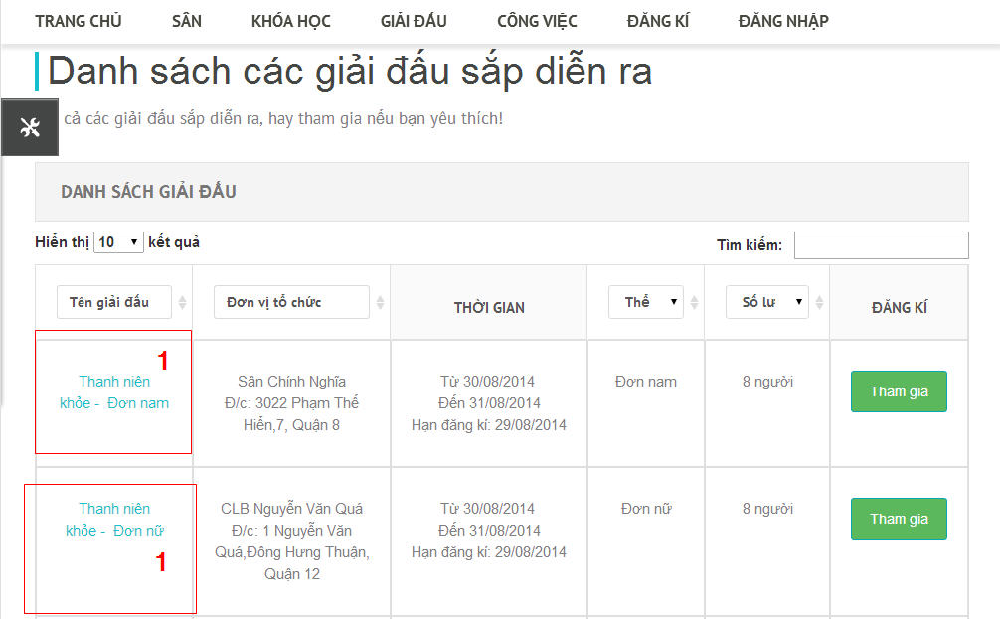 TRANG CHỦ SÂN KHÓA HỌC GIẢI ĐẤU CÔNG VIỆC ĐĂNG KÍ ĐĂNG NHẬP
Danh sách các giải đấu sắp diễn ra
cả các giải đấu sắp diễn ra, hay tham gia nếu bạn yêu thích!
DANH SÁCH GIẢI ĐẤU
Hiển thị 10 kết quả Tìm kiếm:
Tên giải đấu Đơn vị tổ chức THỜI GIAN Thể Số lư ĐĂNG KÍ
1
Thanh niên Sân Chính Nghĩa Từ 30/08/2014 Đơn nam 8 người Tham gia
khỏe - Đơn nam Đ/c: 3022 Phạm Thế Đến 31/08/2014
Hiển,7, Quận 8 Hạn đăng kí: 29/08/2014
Thanh niên CLB Nguyễn Văn Quá Từ 30/08/2014 Đơn nữ 8 người Tham gia
khỏe - Đơn nữ Đ/c: 1 Nguyễn Văn Đến 31/08/2014
1 Quá,Đông Hưng Thuận, Hạn đăng kí: 29/08/2014
Quận 12